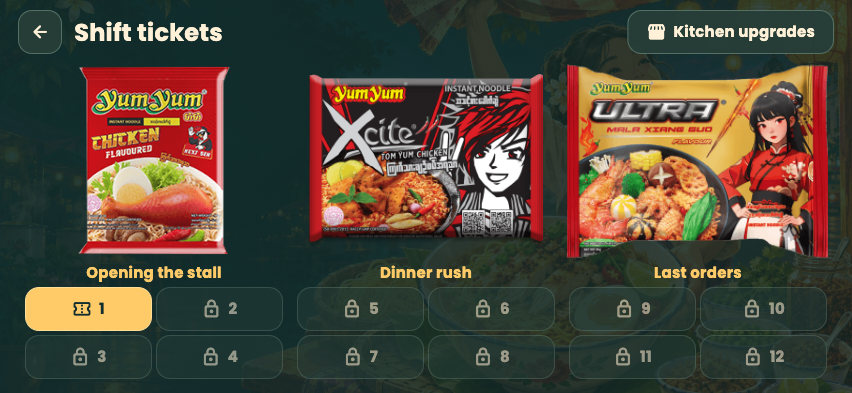 Shift tickets
Kitchen upgrades
YumYum
INSTANT NOODLE
CHICKEN
FLAVOURED
YumYum
INSTANT NOODLE
Xcite
TOM YUM CHICKEN
YumYum
ULTRA
MALA XIANG GUO
FLAVOUR
Opening the stall
Dinner rush
Last orders
1
2
5
6
9
10
3
4
7
8
11
12